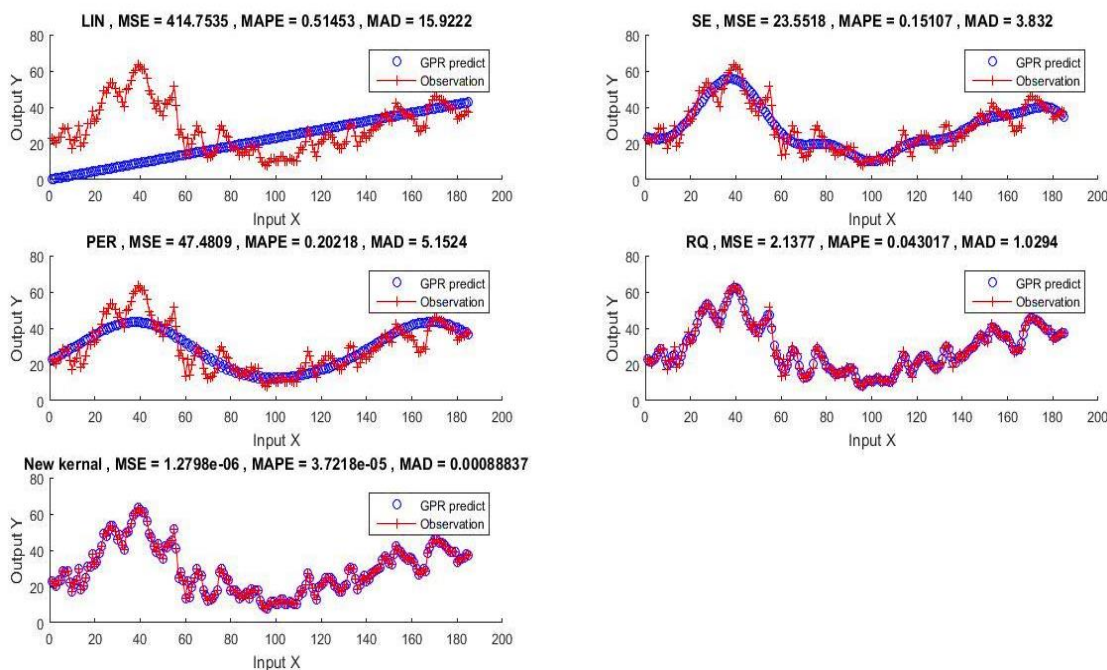 LIN , MSE = 414.7535 , MAPE = 0.51453 , MAD = 15.9222
80
60
40
20
0
Output Y
GPR predict
Observation
0 20 40 60 80 100 120 140 160 180 200
Input X
SE , MSE = 23.5518 , MAPE = 0.15107 , MAD = 3.832
80
60
40
20
0
Output Y
GPR predict
Observation
0 20 40 60 80 100 120 140 160 180 200
Input X
PER , MSE = 47.4809 , MAPE = 0.20218 , MAD = 5.1524
80
60
40
20
0
Output Y
GPR predict
Observation
0 20 40 60 80 100 120 140 160 180 200
Input X
RQ , MSE = 2.1377 , MAPE = 0.043017 , MAD = 1.0294
80
60
40
20
0
Output Y
GPR predict
Observation
0 20 40 60 80 100 120 140 160 180 200
Input X
New kernal , MSE = 1.2798e-06 , MAPE = 3.7218e-05 , MAD = 0.00088837
80
60
40
20
0
Output Y
GPR predict
Observation
0 20 40 60 80 100 120 140 160 180 200
Input X